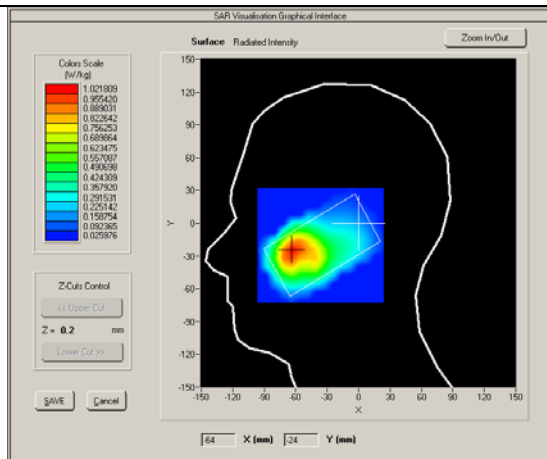 SAR Visualisation Graphical Interface
Surface Radiated Intensity
Zoom In/Out
Colors Scale
(W/kg)
1.021809
0.955420
0.889031
0.822642
0.756253
0.689864
0.623475
0.557087
0.490698
0.424309
0.357920
0.291531
0.225142
0.158754
0.092365
0.025976
Z-Cuts Control
<< Upper Cut
Z = 0.2 mm
Lower Cut >>
SAVE
Cancel
150
120
90
60
30
0
-30
-60
-90
-120
-150
Y
-150 -120 -90 -60 -30 0 30 60 90 120 150
X
-64 X (mm) -24 Y (mm)